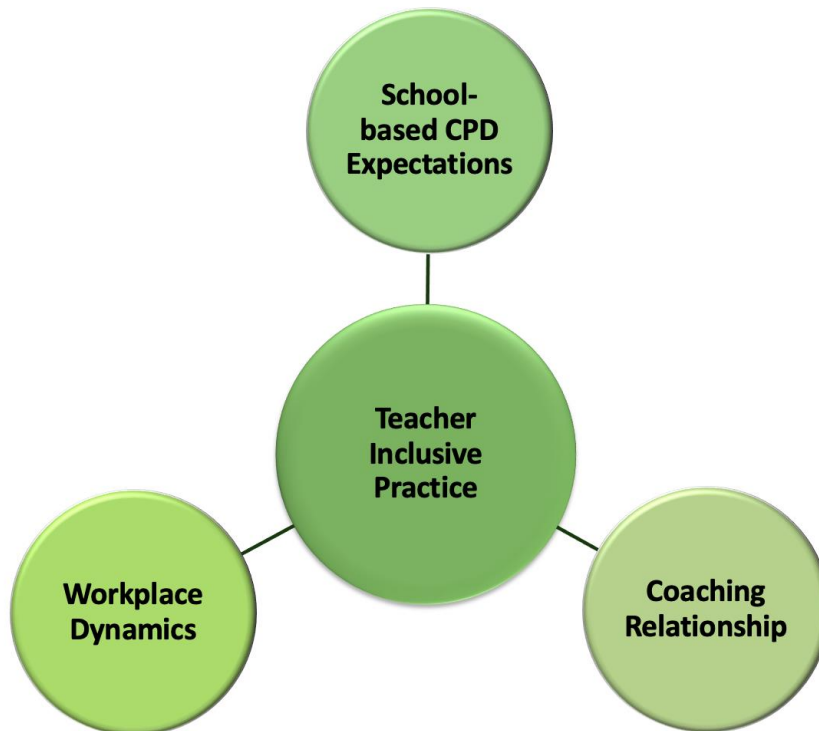 School-
based CPD
Expectations
Teacher
Inclusive
Practice
Workplace
Dynamics
Coaching
Relationship